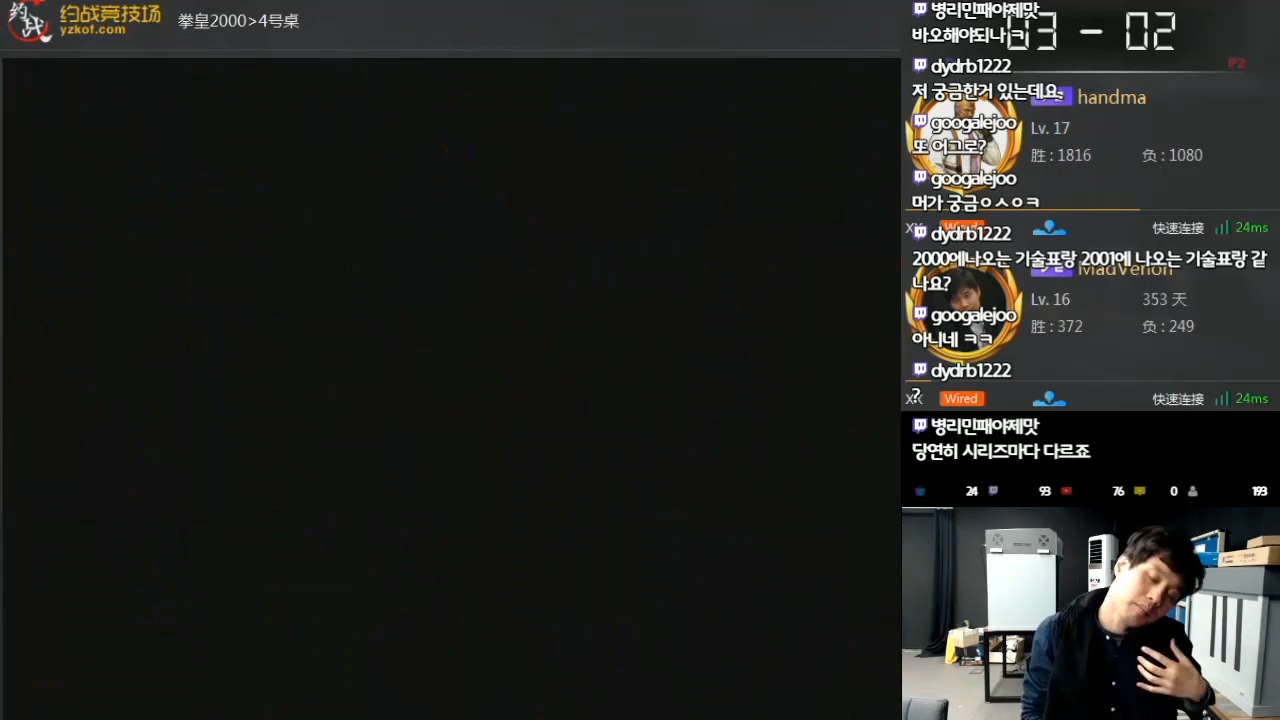 约战
约战竞技场
yzkof.com
拳皇2000>4号桌
병리민패야제맛
바오해야되나 ㅋ
03 - 02
P2
dydrb1222
저 궁금한거 있는데요
handma
googalejoo
또 어그로?
Lv. 17
胜 : 1816
负 : 1080
googalejoo
머가 궁금ㅇㅅㅇㅋ
Wired
快速连接
24ms
dydrb1222
2000에나오는 기술표랑 2001에 나오는 기술표랑 같
나요?
MadVenon
Lv. 16
353 天
googalejoo
아니네 ㅋㅋ
胜 : 372
负 : 249
dydrb1222
?
Wired
快速连接
24ms
병리민패야제맛
당연히 시리즈마다 다르죠
24
93
76
0
193